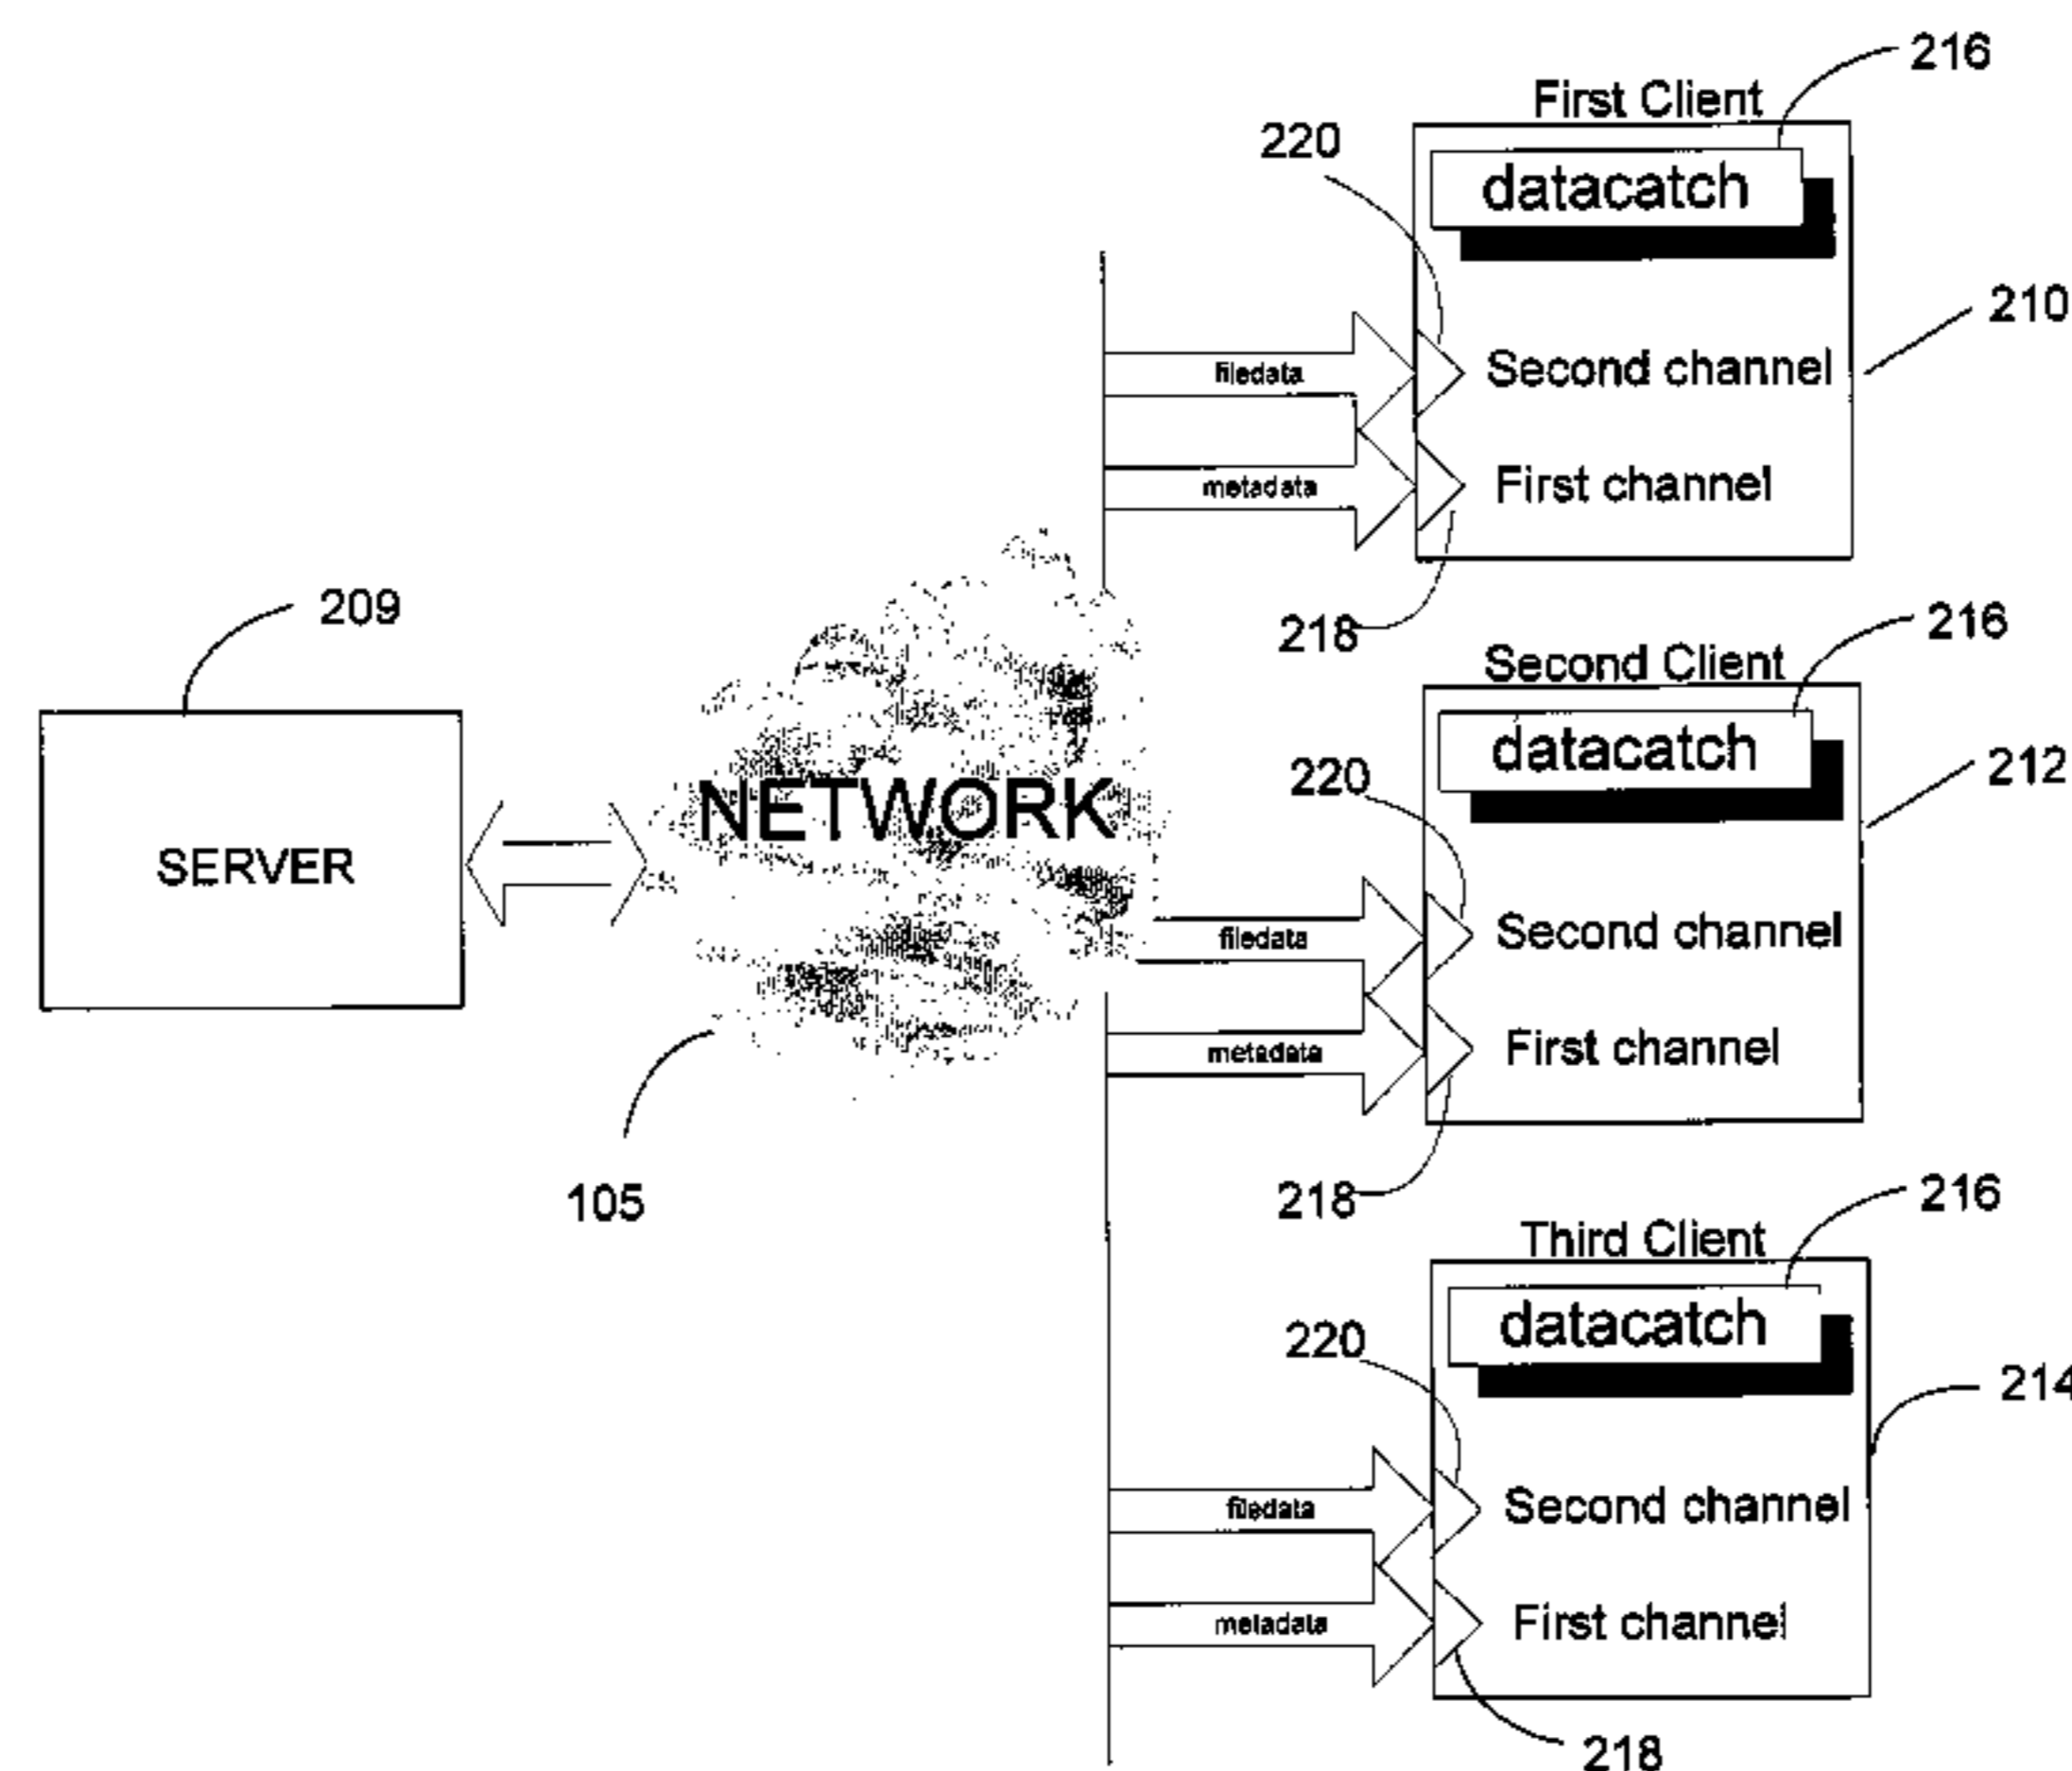 216
First Client
220
datacatch
210
filedata
Second channel
metadata
First channel
218
209
216
Second Client
datacatch
220
212
NETWORK
SERVER
filedata
Second channel
metadata
First channel
105
218
216
Third Client
datacatch
220
214
filedata
Second channel
metadata
First channel
218